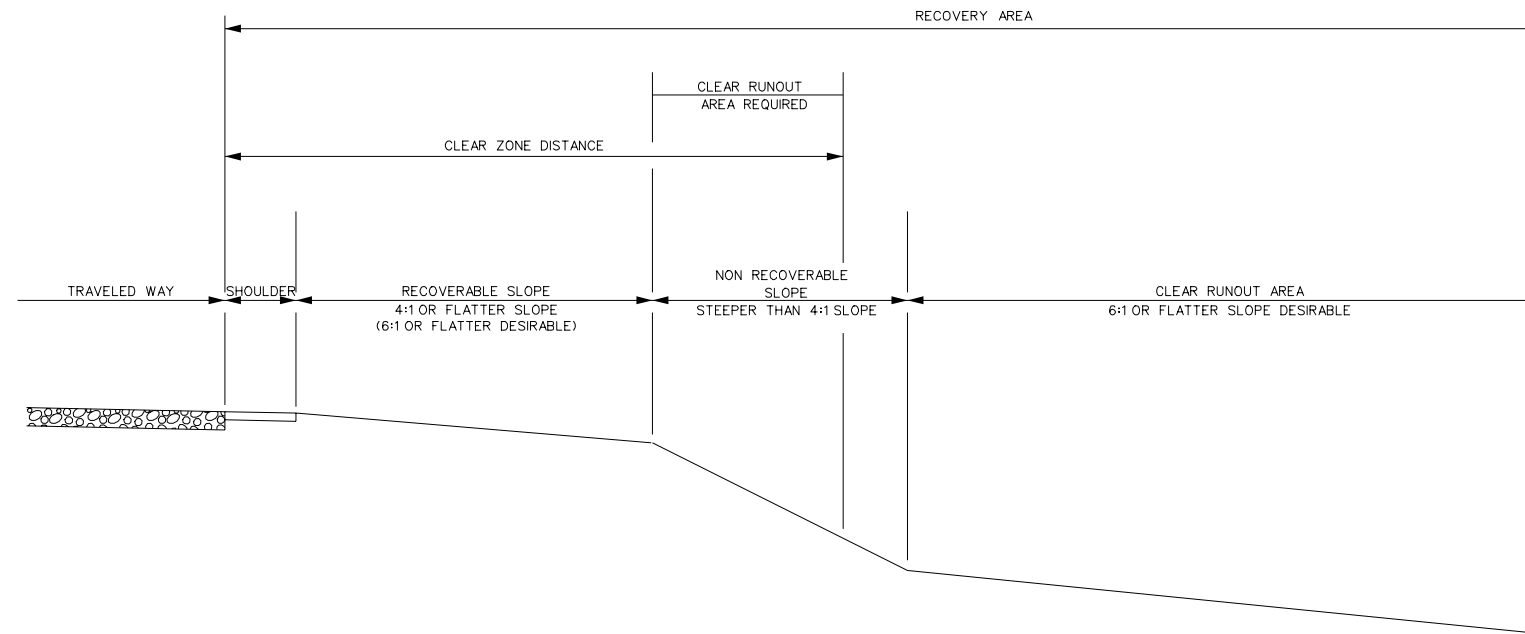 RECOVERY AREA
CLEAR RUNOUT
AREA REQUIRED
CLEAR ZONE DISTANCE
TRAVELED WAY
SHOULDER
RECOVERABLE SLOPE
4:1 OR FLATTER SLOPE
(6:1 OR FLATTER DESIRABLE)
NON RECOVERABLE
SLOPE
STEEPER THAN 4:1 SLOPE
CLEAR RUNOUT AREA
6:1 OR FLATTER SLOPE DESIRABLE